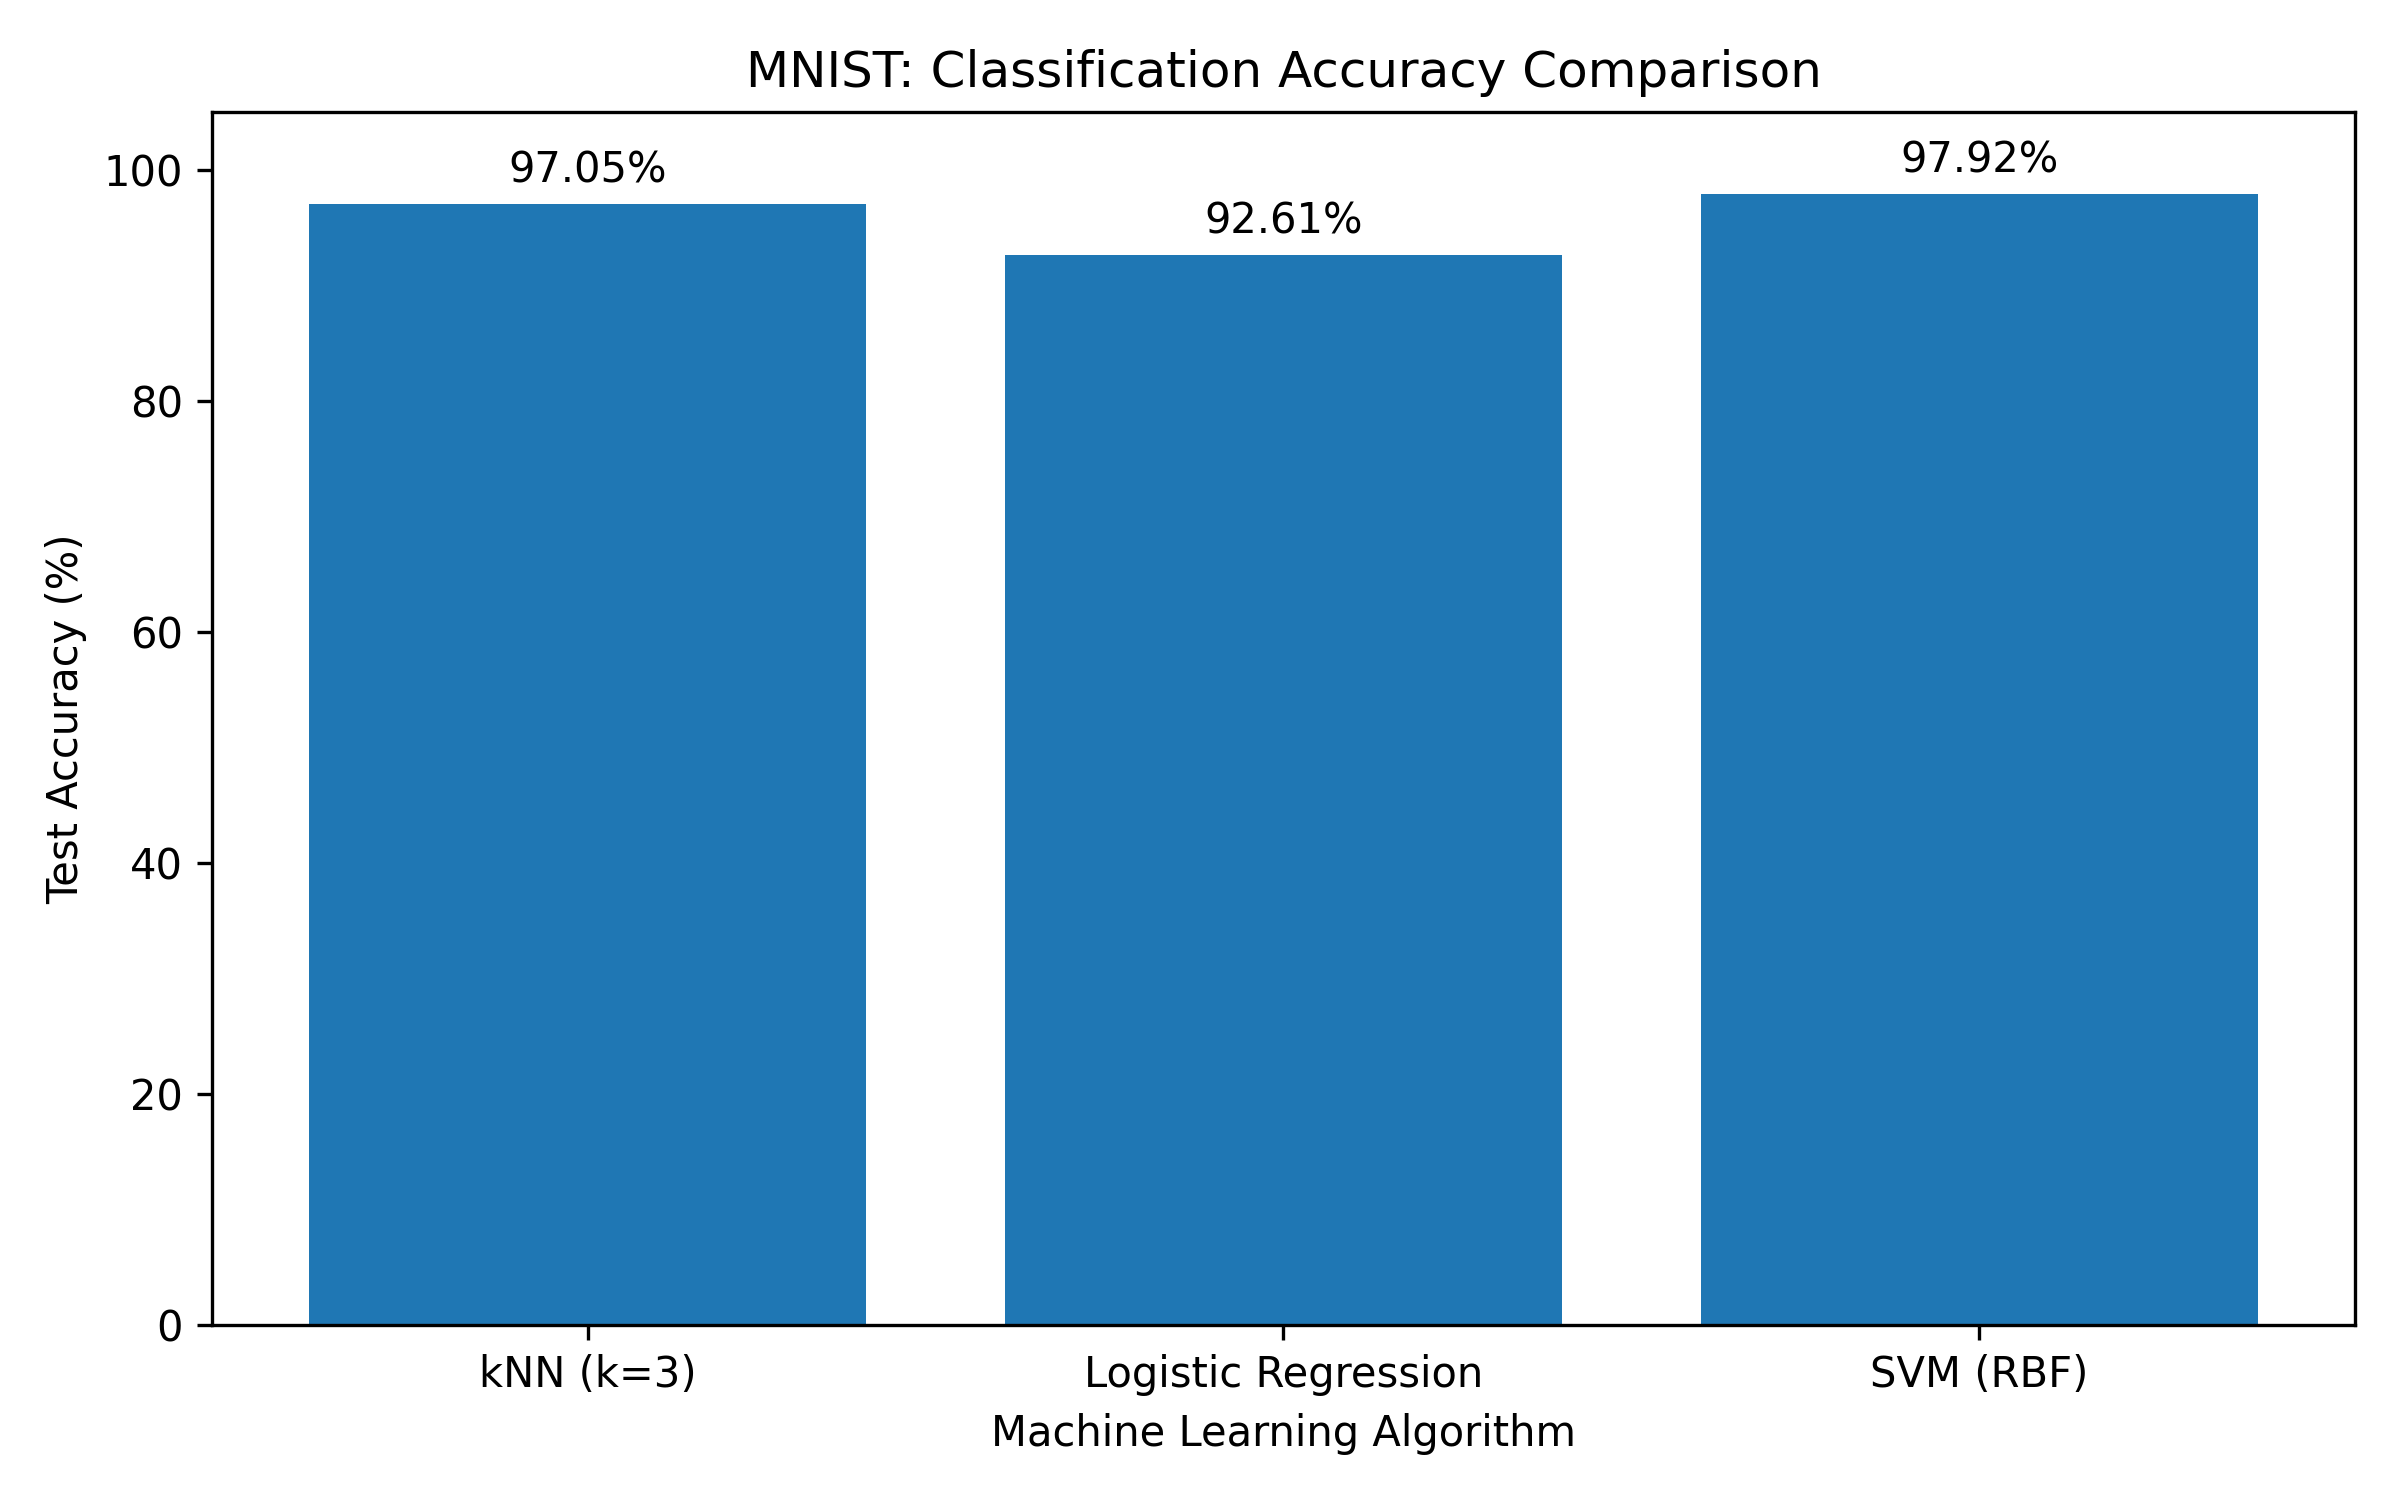 MNIST: Classification Accuracy Comparison
97.05%
92.61%
97.92%
100
80
60
40
20
0
Test Accuracy (%)
kNN (k=3)
Logistic Regression
SVM (RBF)
Machine Learning Algorithm